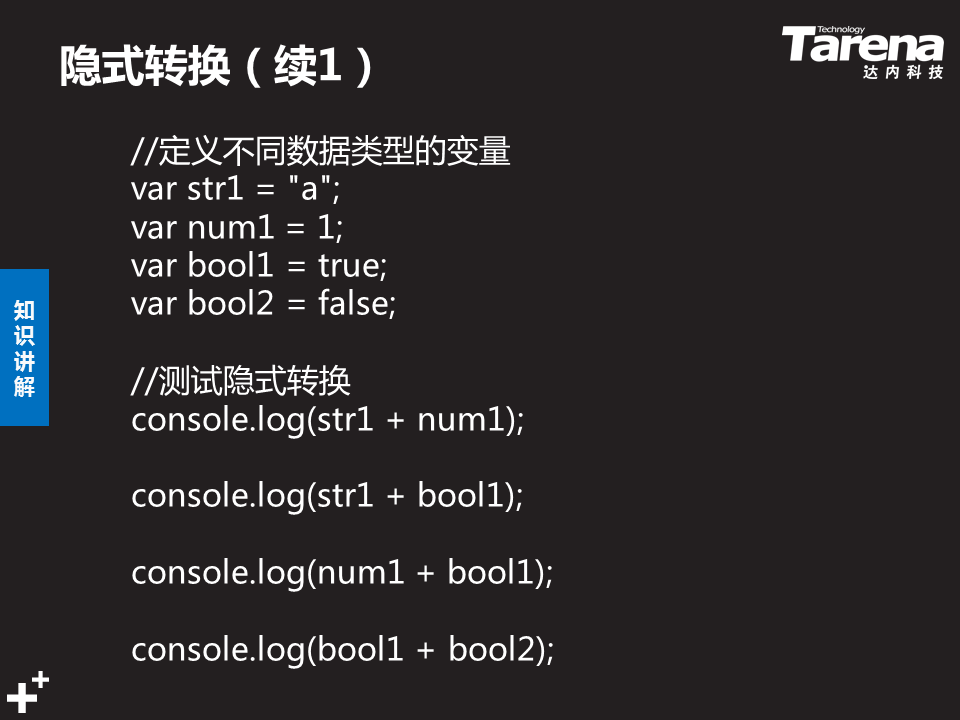 隐式转换（续1）
Technology
Tarena
达内科技
//定义不同数据类型的变量
var str1 = "a";
var num1 = 1;
var bool1 = true;
var bool2 = false;
知识讲解
//测试隐式转换
console.log(str1 + num1);
console.log(str1 + bool1);
console.log(num1 + bool1);
console.log(bool1 + bool2);